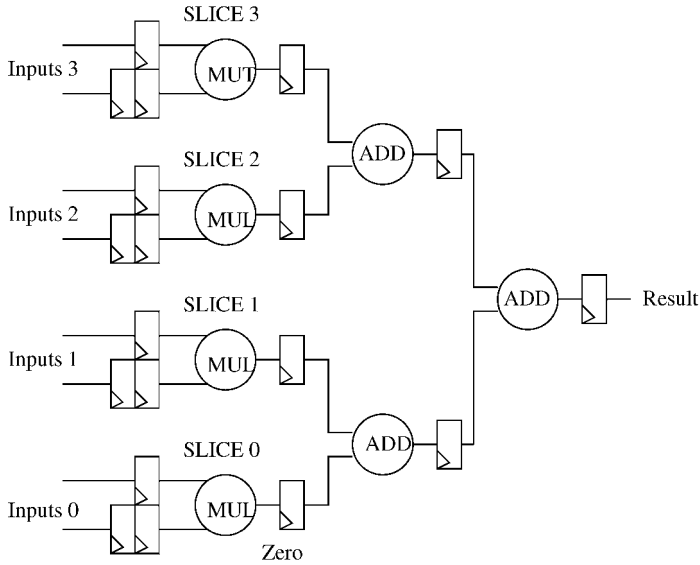 SLICE 3
Inputs 3
MUT
ADD
SLICE 2
Inputs 2
MUL
ADD
Result
SLICE 1
Inputs 1
MUL
ADD
SLICE 0
Inputs 0
MUL
Zero